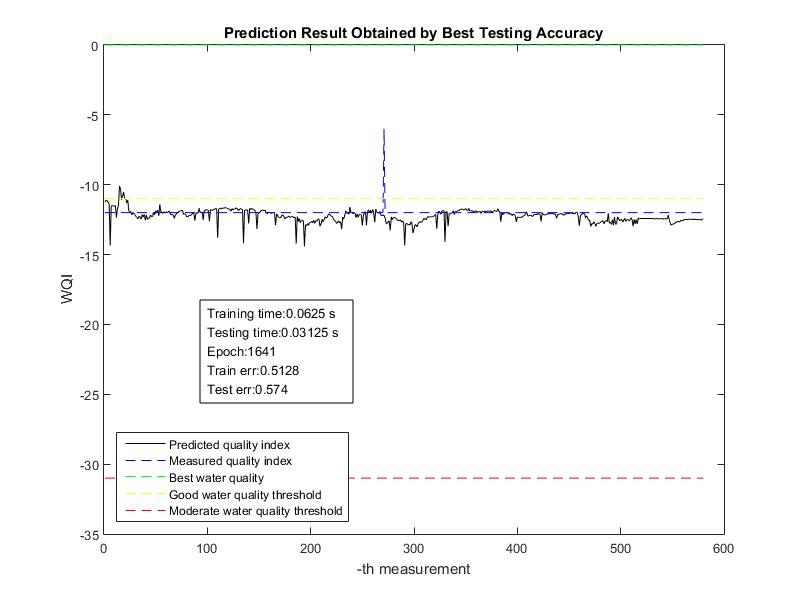 Prediction Result Obtained by Best Testing Accuracy
0
-5
-10
-15
-20
-25
-30
-35
WQI
Training time:0.0625 s
Testing time:0.03125 s
Epoch:1641
Train err:0.5128
Test err:0.574
Predicted quality index
Measured quality index
Best water quality
Good water quality threshold
Moderate water quality threshold
0 100 200 300 400 500 600
-th measurement